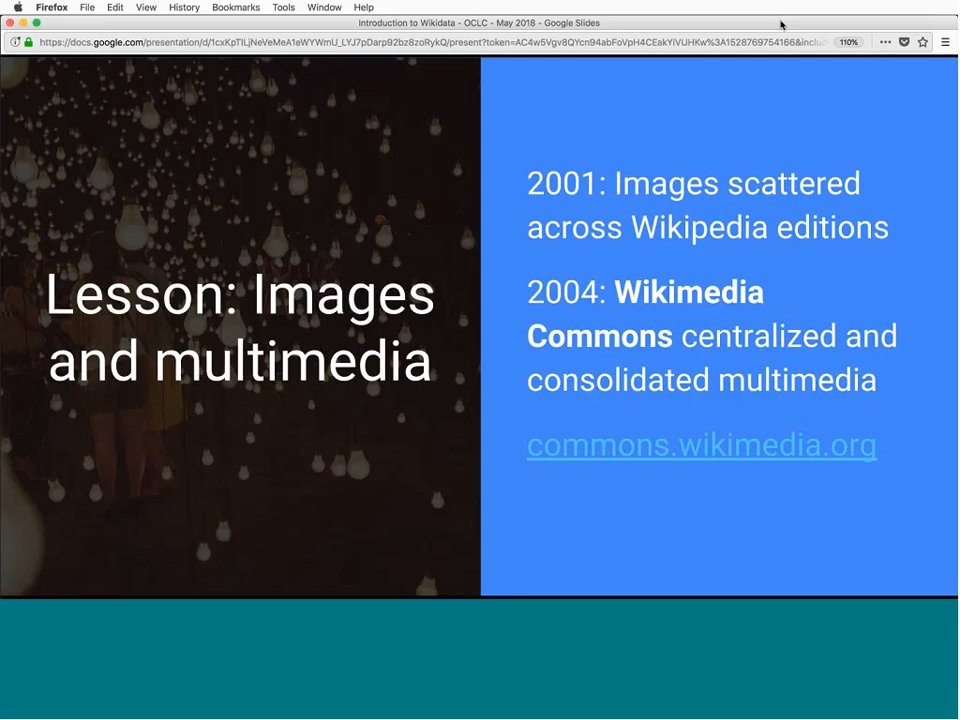 Firefox File Edit View History Bookmarks Tools Window Help
Introduction to Wikidata - OCLC - May 2018 - Google Slides
110%
Lesson: Images
and multimedia
2001: Images scattered
across Wikipedia editions
2004: Wikimedia
Commons centralized and
consolidated multimedia
commons.wikimedia.org